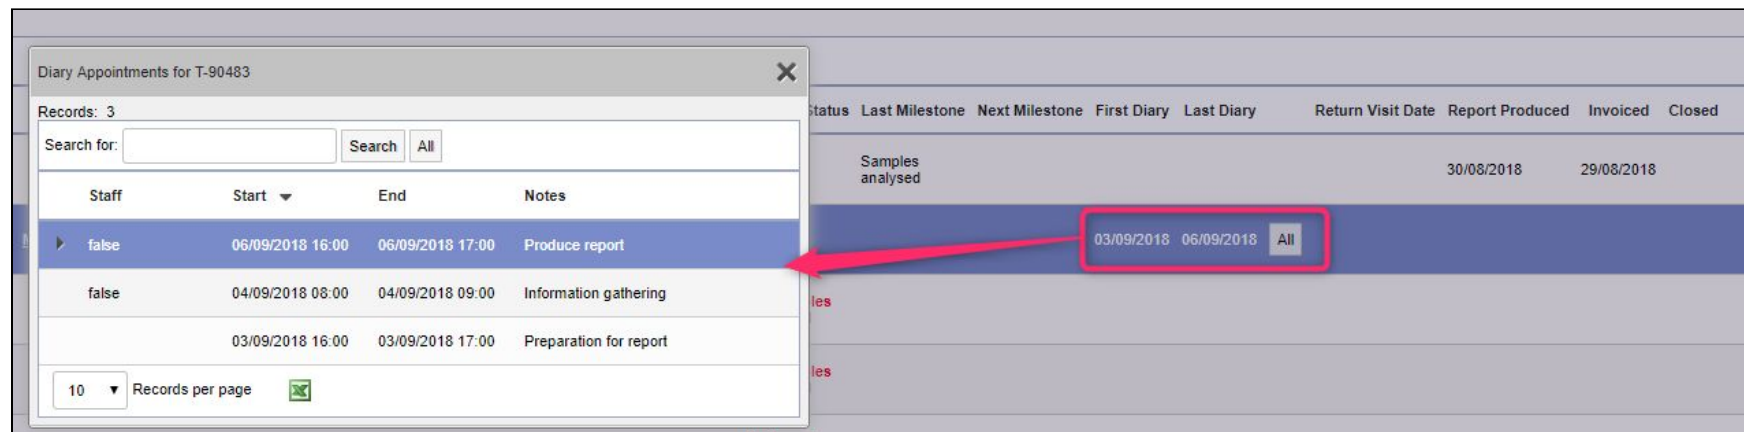 Diary Appointments for T-90483
Records: 3
Search for: Search All
Staff Start End Notes
false 06/09/2018 16:00 06/09/2018 17:00 Produce report
false 04/09/2018 08:00 04/09/2018 09:00 Information gathering
03/09/2018 16:00 03/09/2018 17:00 Preparation for report
10 Records per page
Last Milestone Next Milestone First Diary Last Diary Return Visit Date Report Produced Invoiced Closed
Samples
analysed
30/08/2018 29/08/2018
03/09/2018 06/09/2018 All
les
les